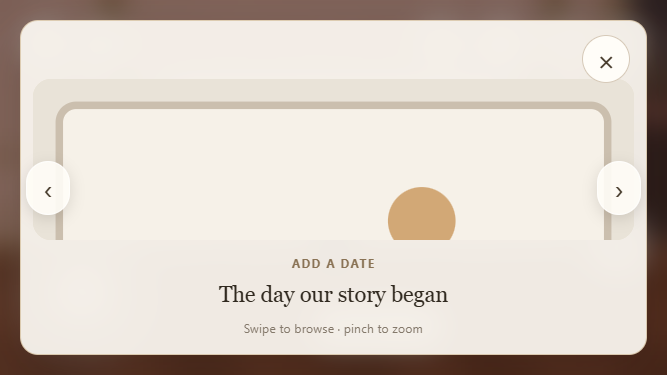 ×
‹
›
ADD A DATE
The day our story began
Swipe to browse · pinch to zoom